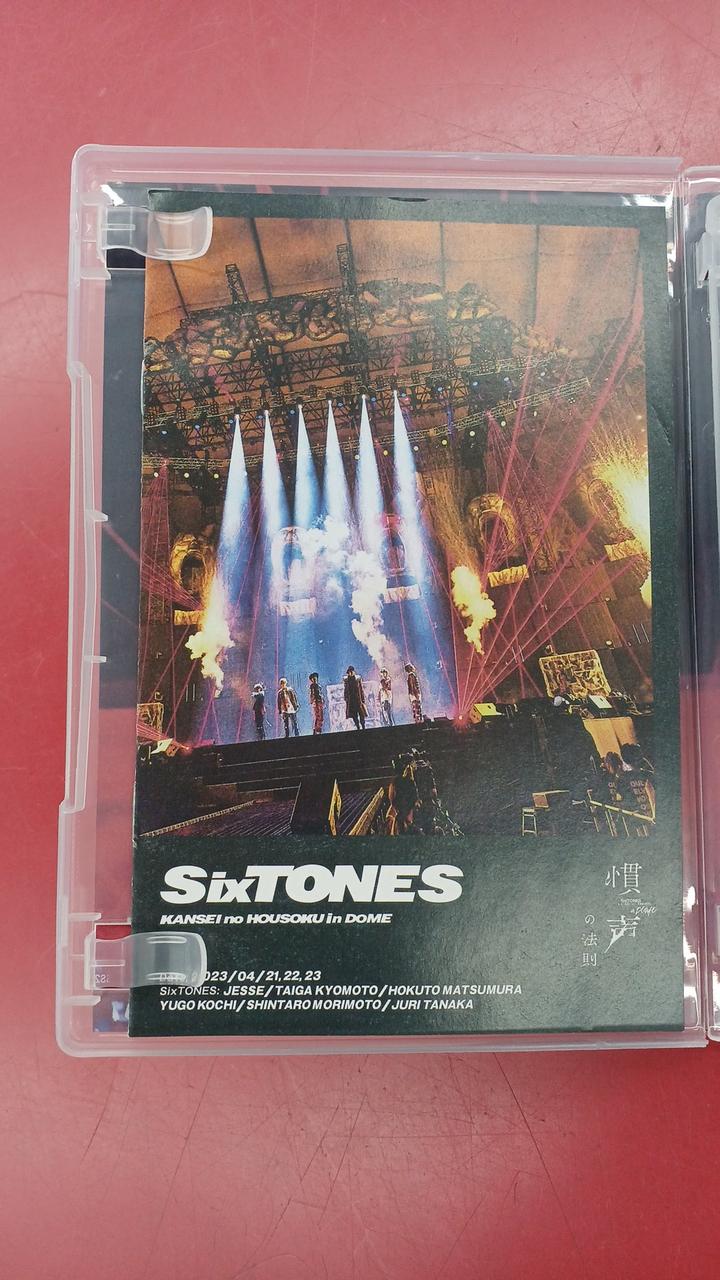 SixTONES
KANSEI no HOUSOKU in DOME
慣声
の法則
023/04/21,22,23
SixTONES: JESSE/TAIGA KYOMOTO/HOKUTO MATSUMURA
YUGO KOCHI/SHINTARO MORIMOTO/JURI TANAKA